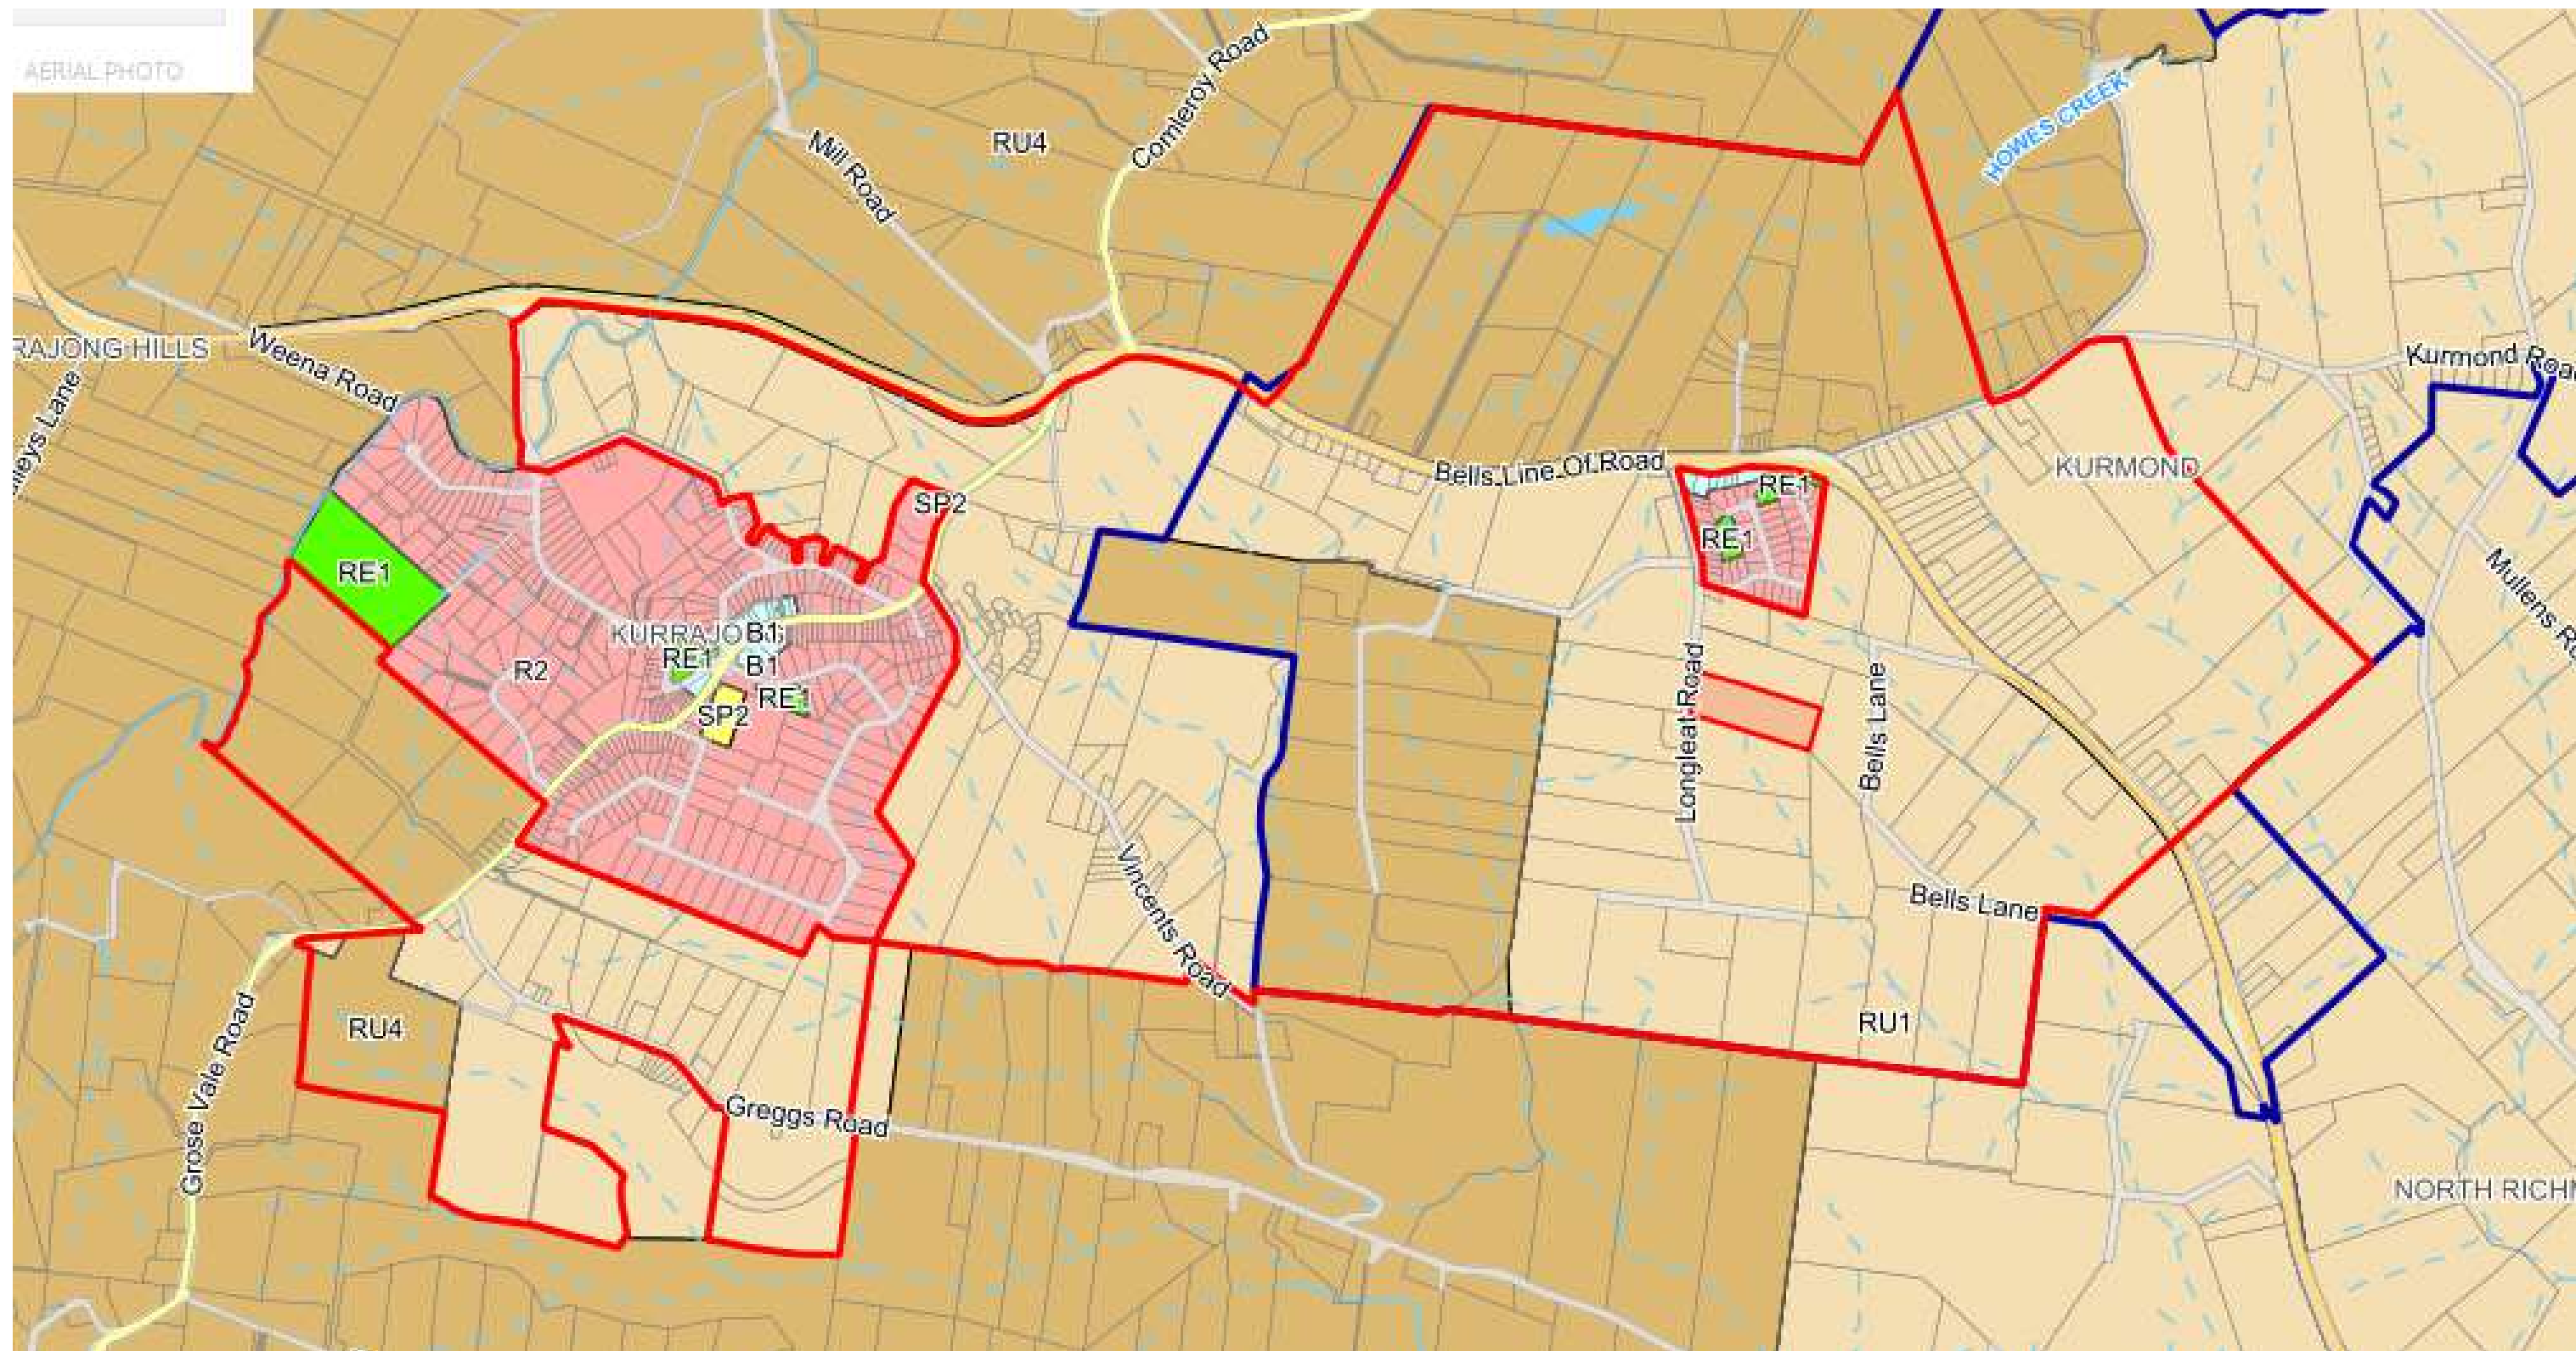 AERIAL PHOTO
Comleroy Road
RU4
Mill Road
HOWES CREEK
RAJONG HILLS
Weena Road
Kurmond Roa
Bells Line Of Road
KURMOND
SP2
RE1
RE1
RE1
Mullens R
KURRAJO
B1
RE1
B1
R2
RE
SP2
Longleat Road
Bells Lane
Vincents Road
Bells Lane
RU1
RU4
Grose Vale Road
Greggs Road
NORTH RICHM